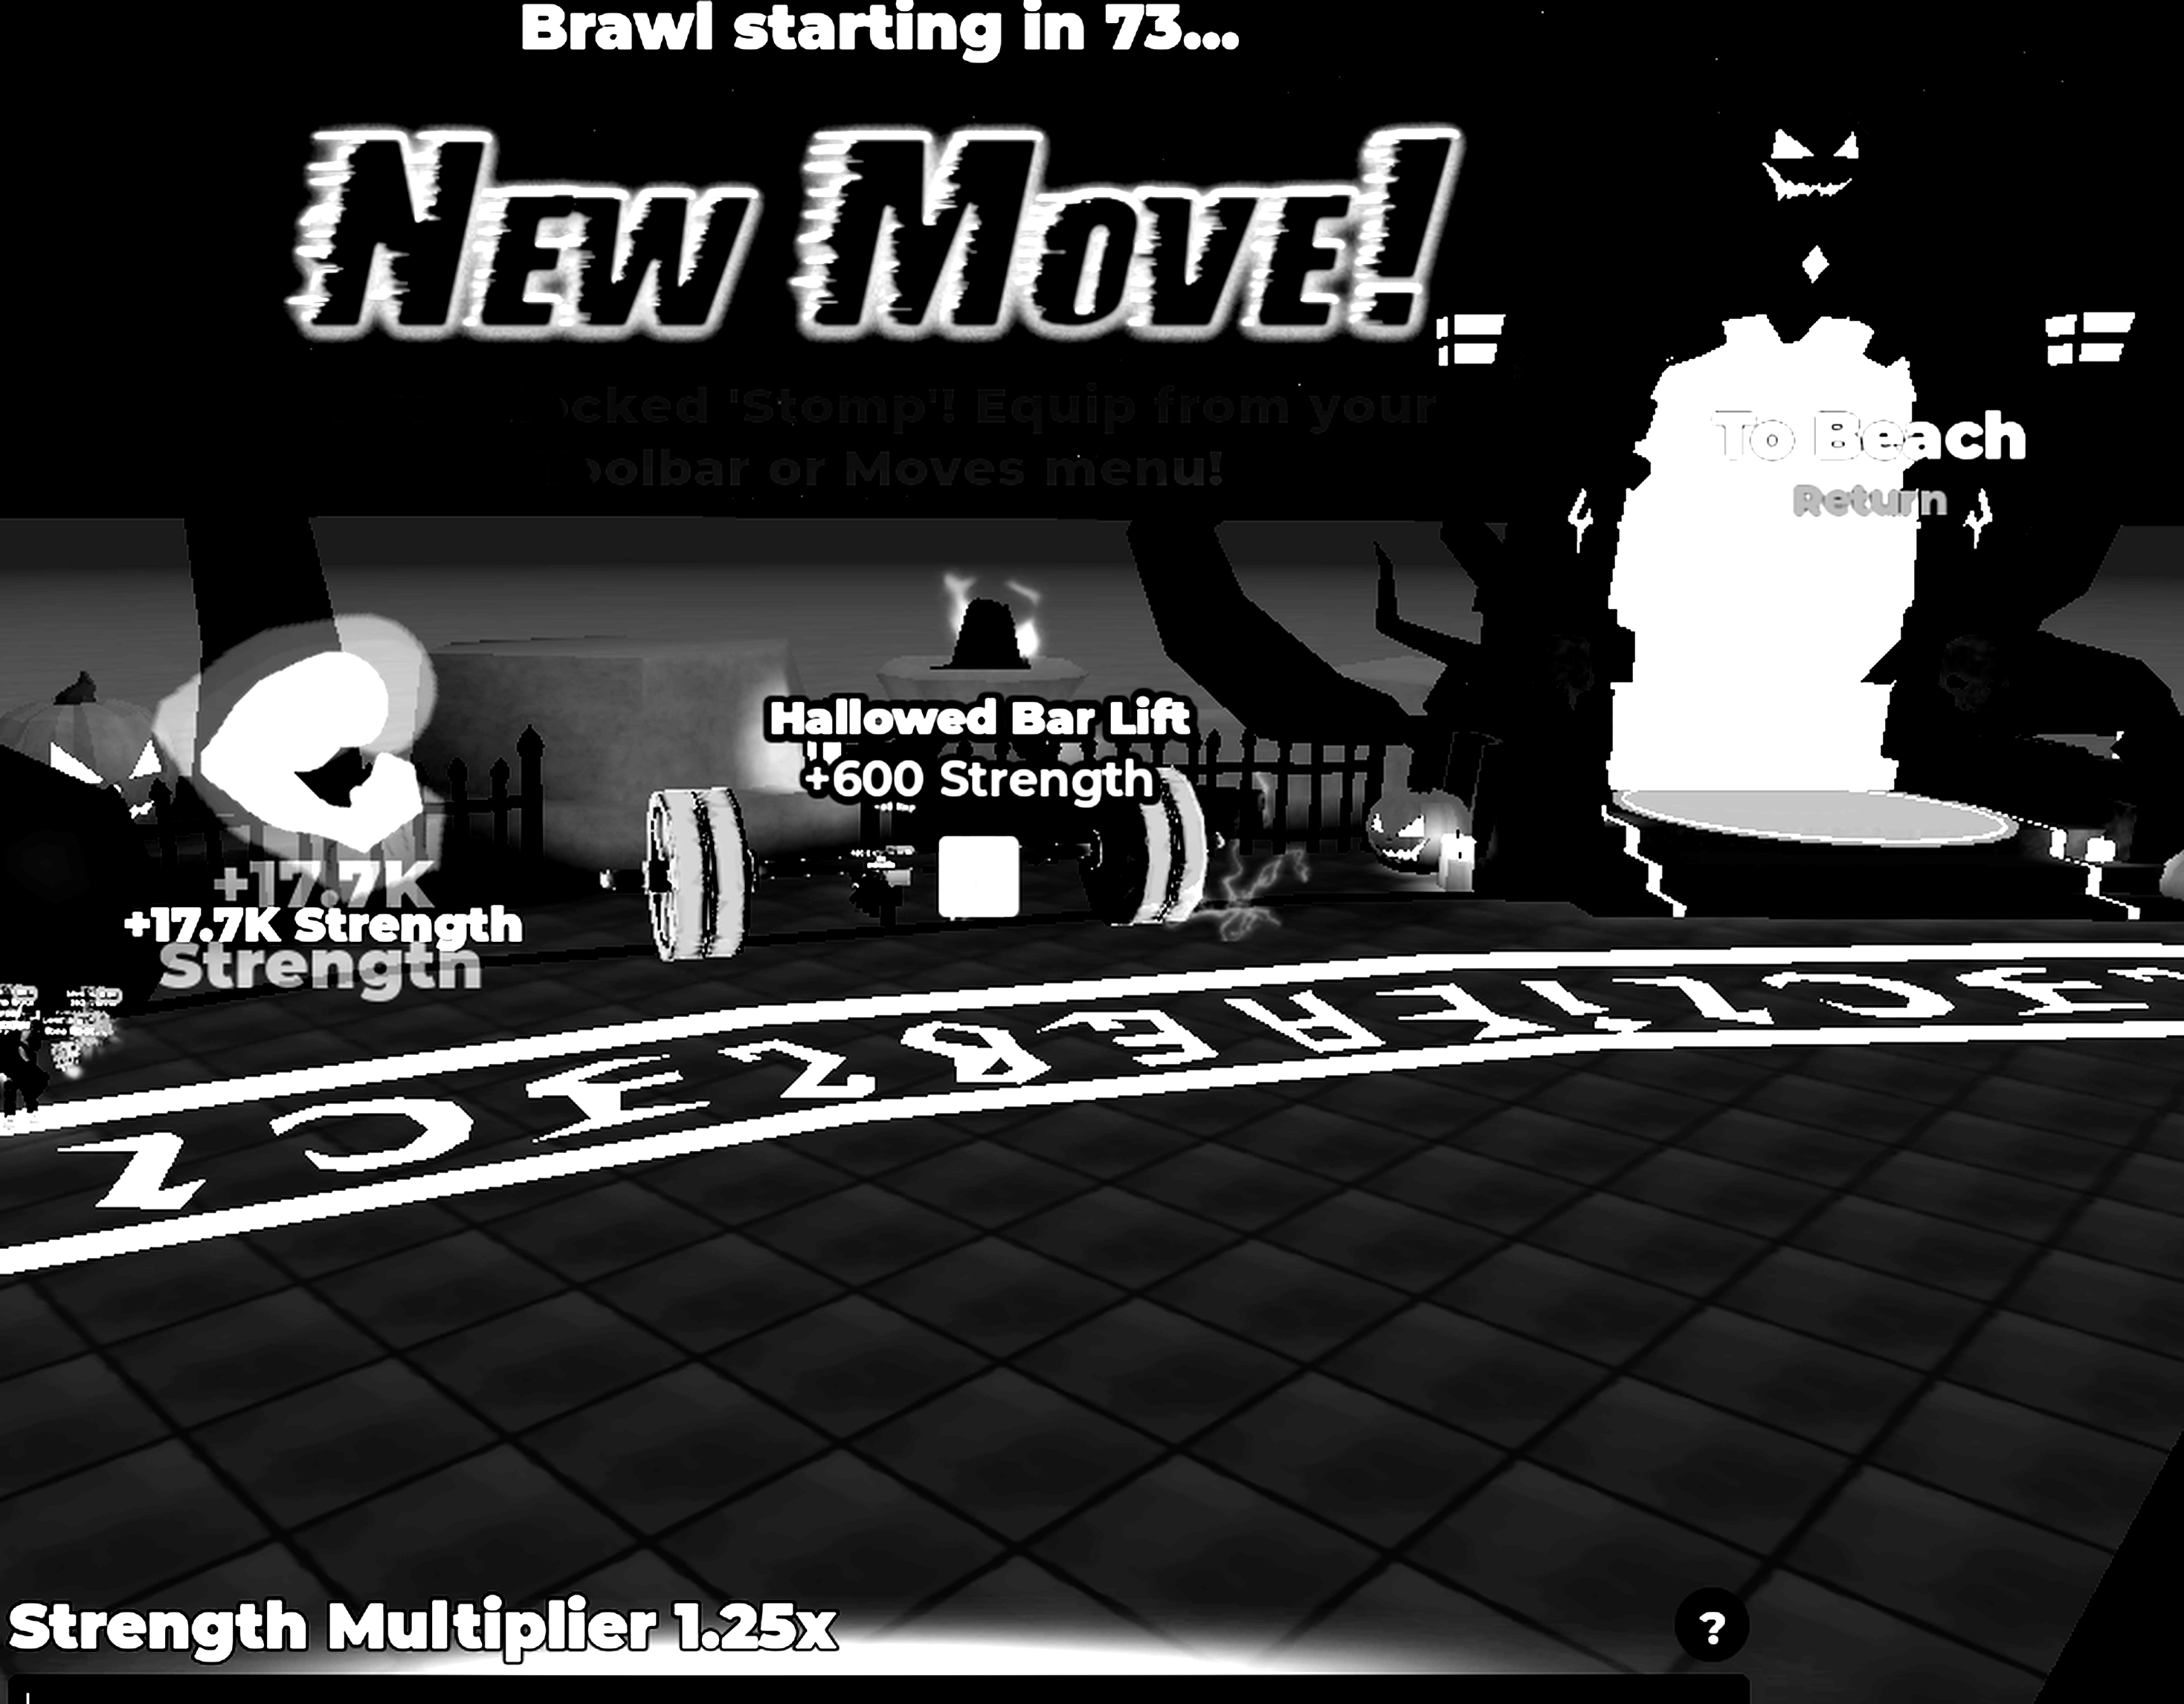 Brawl starting in 73...
New Move!
ocked 'Stomp'! Equip from your
olbar or Moves menu!
To Beach
Return
Hallowed Bar Lift
+600 Strength
+17.7K
+17.7K Strength
Strength
Strength Multiplier 1.25x
?